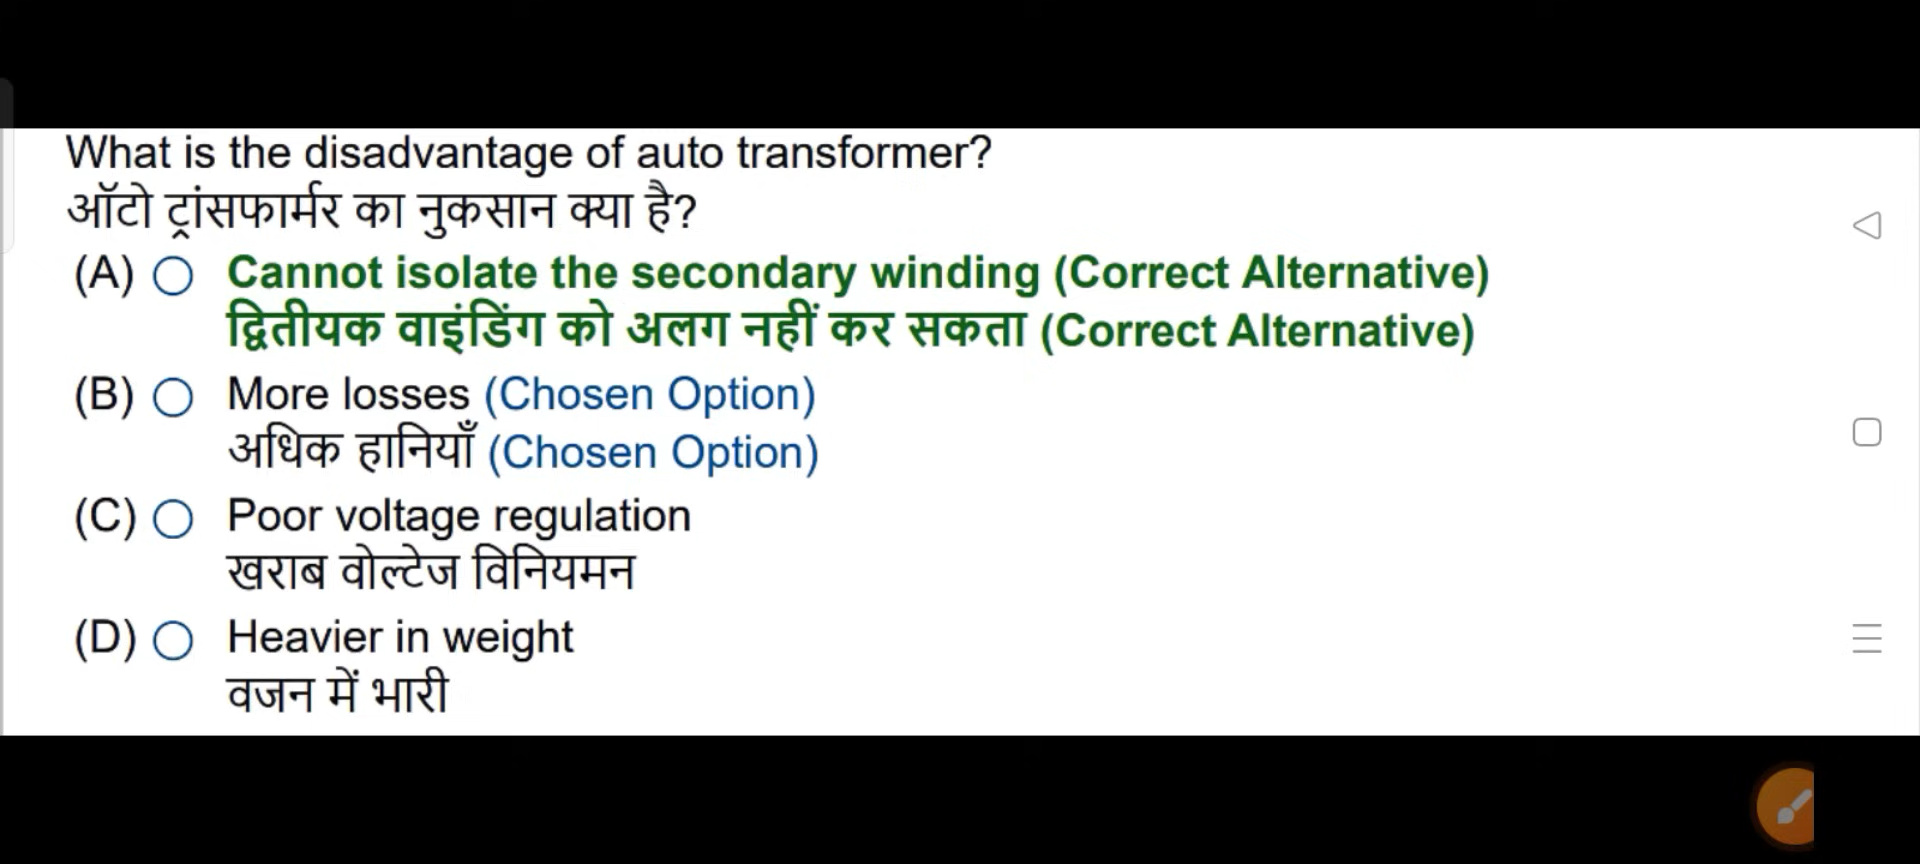 What is the disadvantage of auto transformer?
ऑटो ट्रांसफार्मर का नुकसान क्या है?
(A) Cannot isolate the secondary winding (Correct Alternative)
द्वितीयक वाइंडिंग को अलग नहीं कर सकता (Correct Alternative)
(B) More losses (Chosen Option)
अधिक हानियाँ (Chosen Option)
(C) Poor voltage regulation
खराब वोल्टेज विनियमन
(D) Heavier in weight
वजन में भारी